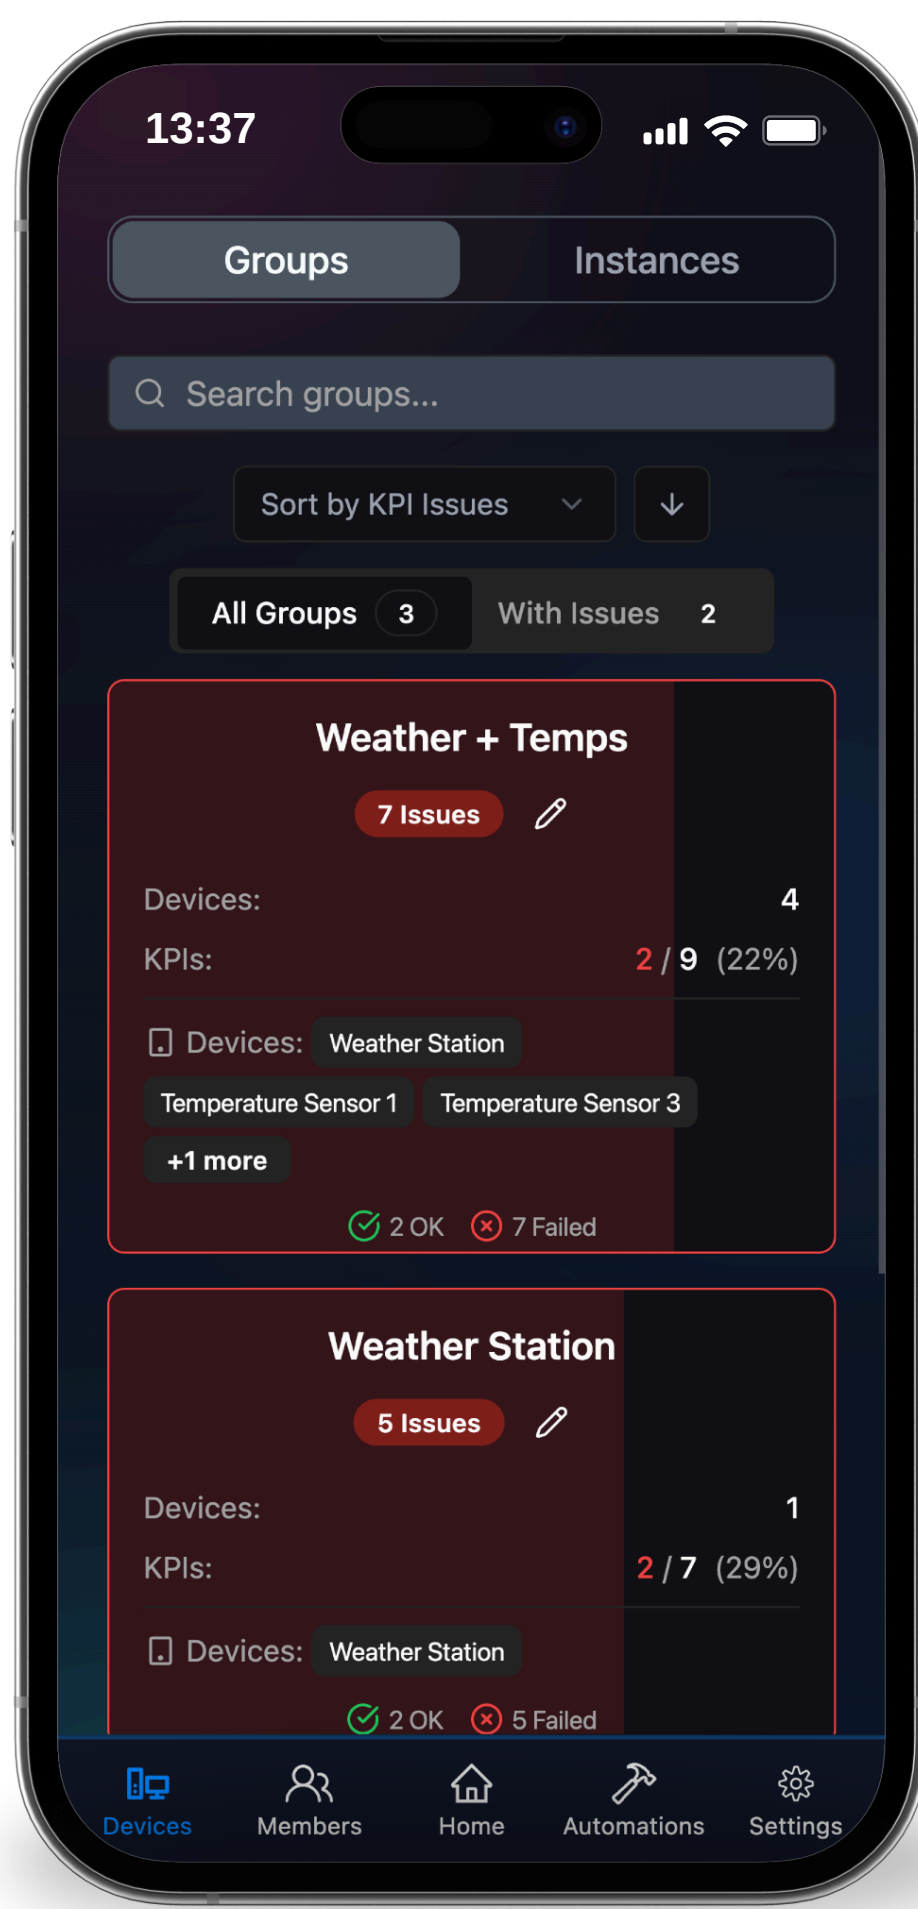 13:37
Groups Instances
Search groups...
Sort by KPI Issues
All Groups 3 With Issues 2
Weather + Temps
7 Issues
Devices: 4
KPIs: 2 / 9 (22%)
Devices: Weather Station
Temperature Sensor 1 Temperature Sensor 3
+1 more
2 OK 7 Failed
Weather Station
5 Issues
Devices: 1
KPIs: 2 / 7 (29%)
Devices: Weather Station
2 OK 5 Failed
Devices Members Home Automations Settings